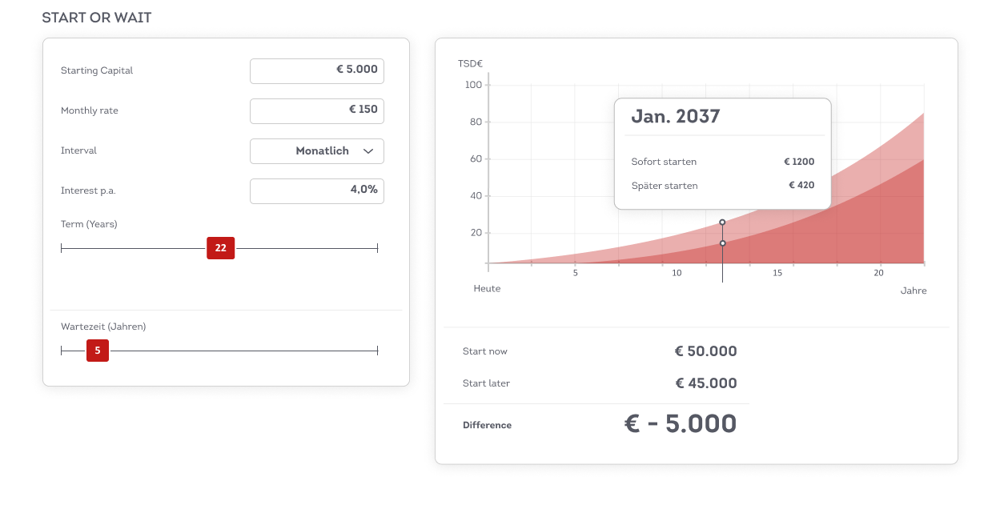 START OR WAIT
Starting Capital € 5.000
Monthly rate € 150
Interval Monatlich
Interest p.a. 4,0%
Term (Years)
22
Wartezeit (Jahren)
5
TSD€
100
80
60
40
20
Jan. 2037
Sofort starten € 1200
Später starten € 420
5 10 15 20
Heute Jahre
Start now € 50.000
Start later € 45.000
Difference € - 5.000